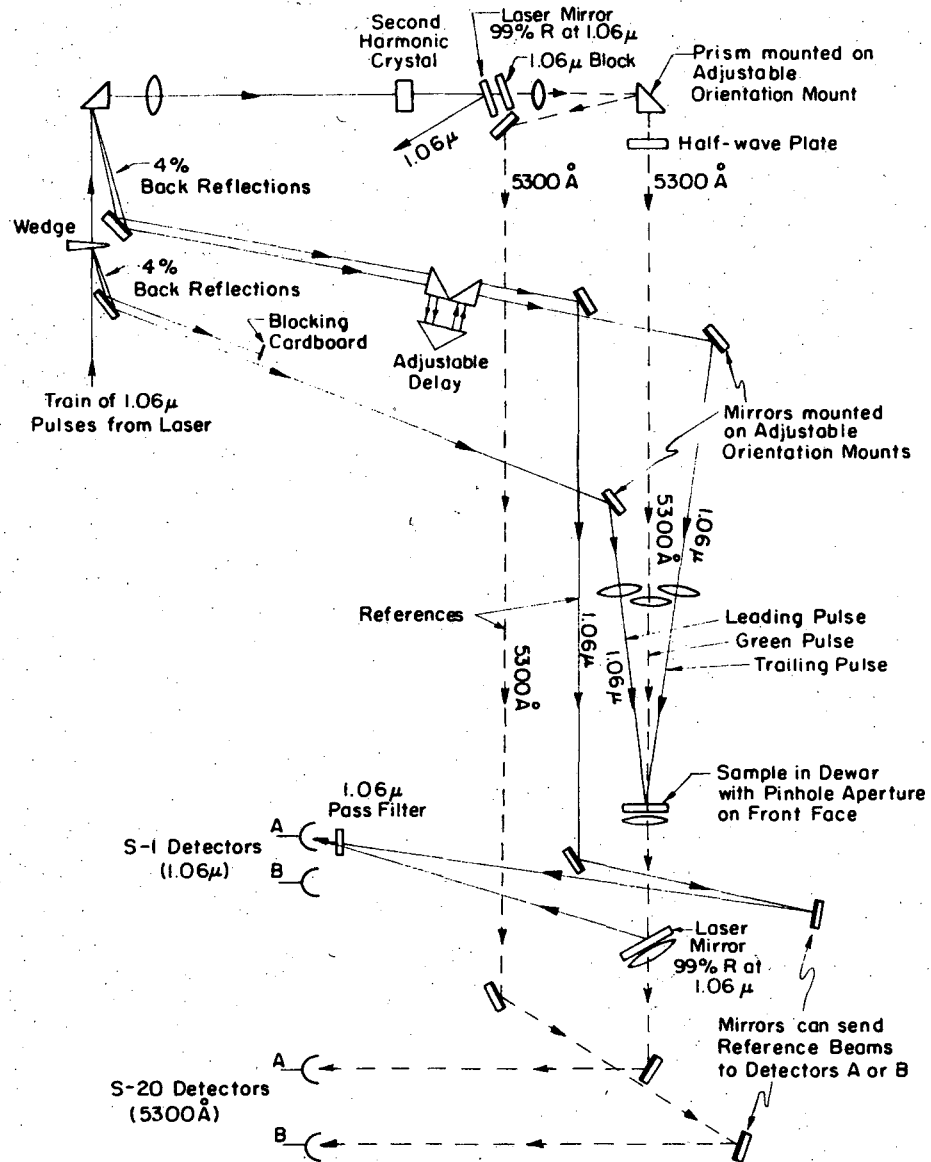 Laser Mirror
99% R at 1.06μ
Second
Harmonic
Crystal
1.06μ Block
Prism mounted on
Adjustable
Orientation Mount
1.06μ
Half-wave Plate
4%
Back Reflections
5300 Å
5300 Å
Wedge
4%
Back Reflections
Blocking
Cardboard
Adjustable
Delay
Train of 1.06μ
Pulses from Laser
Mirrors mounted
on Adjustable
Orientation Mounts
5300Å
1.06μ
References
Leading Pulse
Green Pulse
Trailing Pulse
1.06μ
1.06μ
5300Å
Sample in Dewar
with Pinhole Aperture
on Front Face
1.06μ
Pass Filter
A
S-1 Detectors
(1.06μ)
B
Laser
Mirror
99% R at
1.06μ
Mirrors can send
Reference Beams
to Detectors A or B
A
S-20 Detectors
(5300Å)
B